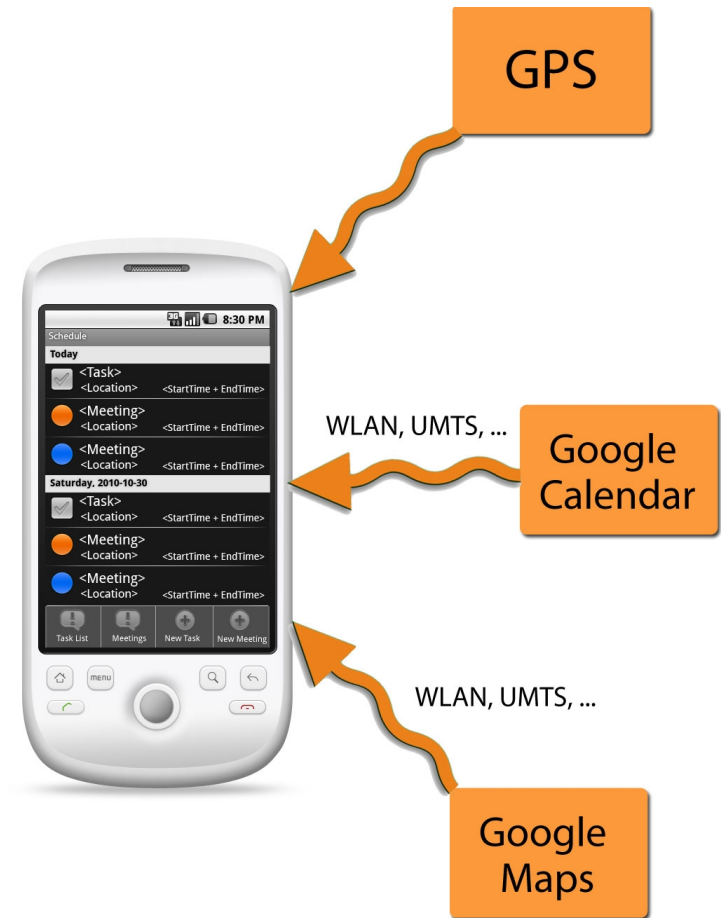 GPS
3G
8:30 PM
Schedule
Today
<Task>
<Location> <StartTime + EndTime>
<Meeting>
<Location> <StartTime + EndTime>
<Meeting>
<Location> <StartTime + EndTime>
Saturday, 2010-10-30
<Task>
<Location> <StartTime + EndTime>
<Meeting>
<Location> <StartTime + EndTime>
<Meeting>
<Location> <StartTime + EndTime>
Task List Meetings New Task New Meeting
MENU
WLAN, UMTS, ...
Google
Calendar
WLAN, UMTS, ...
Google
Maps